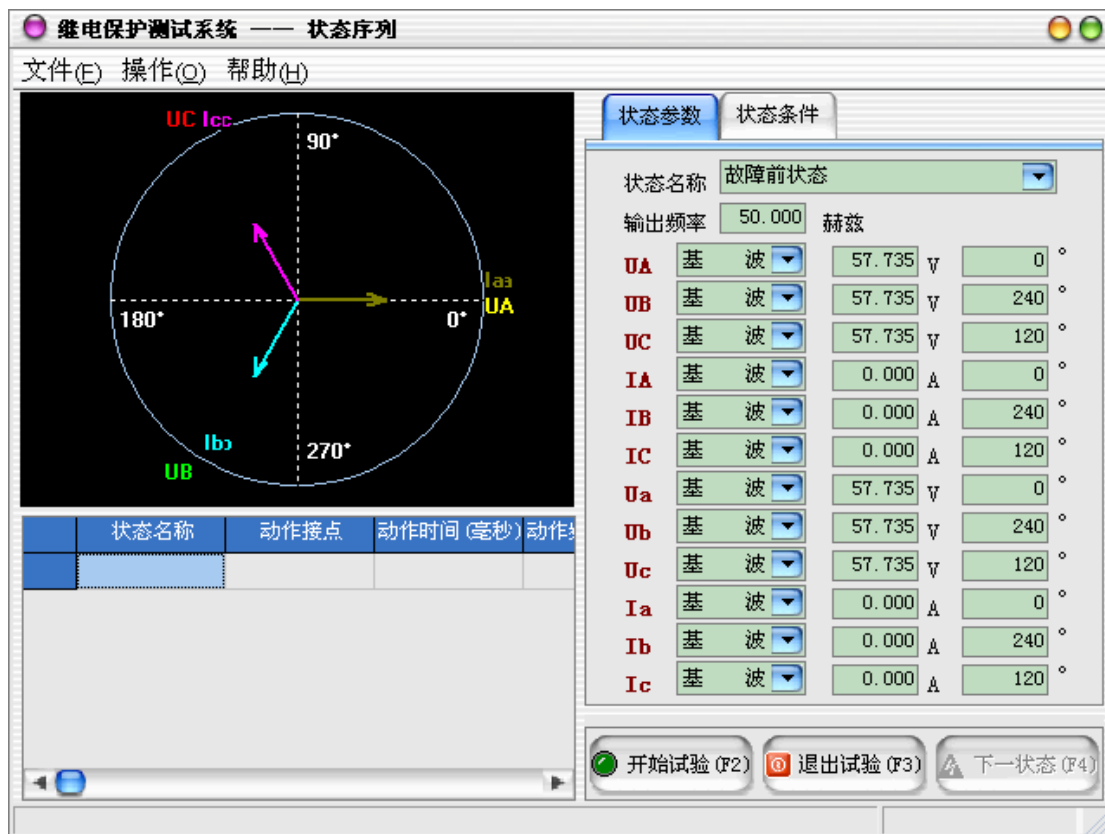 继电保护测试系统 —— 状态序列
文件(F) 操作(O) 帮助(H)
UC Icc
90°
Iaa
UA
180°
0°
Ibb
270°
UB
状态名称 动作接点 动作时间(毫秒)
状态参数 状态条件
状态名称 故障前状态
输出频率 50.000 赫兹
UA 基 波 57.735 V 0 °
UB 基 波 57.735 V 240 °
UC 基 波 57.735 V 120 °
IA 基 波 0.000 A 0 °
IB 基 波 0.000 A 240 °
IC 基 波 0.000 A 120 °
Ua 基 波 57.735 V 0 °
Ub 基 波 57.735 V 240 °
Uc 基 波 57.735 V 120 °
Ia 基 波 0.000 A 0 °
Ib 基 波 0.000 A 240 °
Ic 基 波 0.000 A 120 °
开始试验(F2) 退出试验(F3) 下一状态(F4)